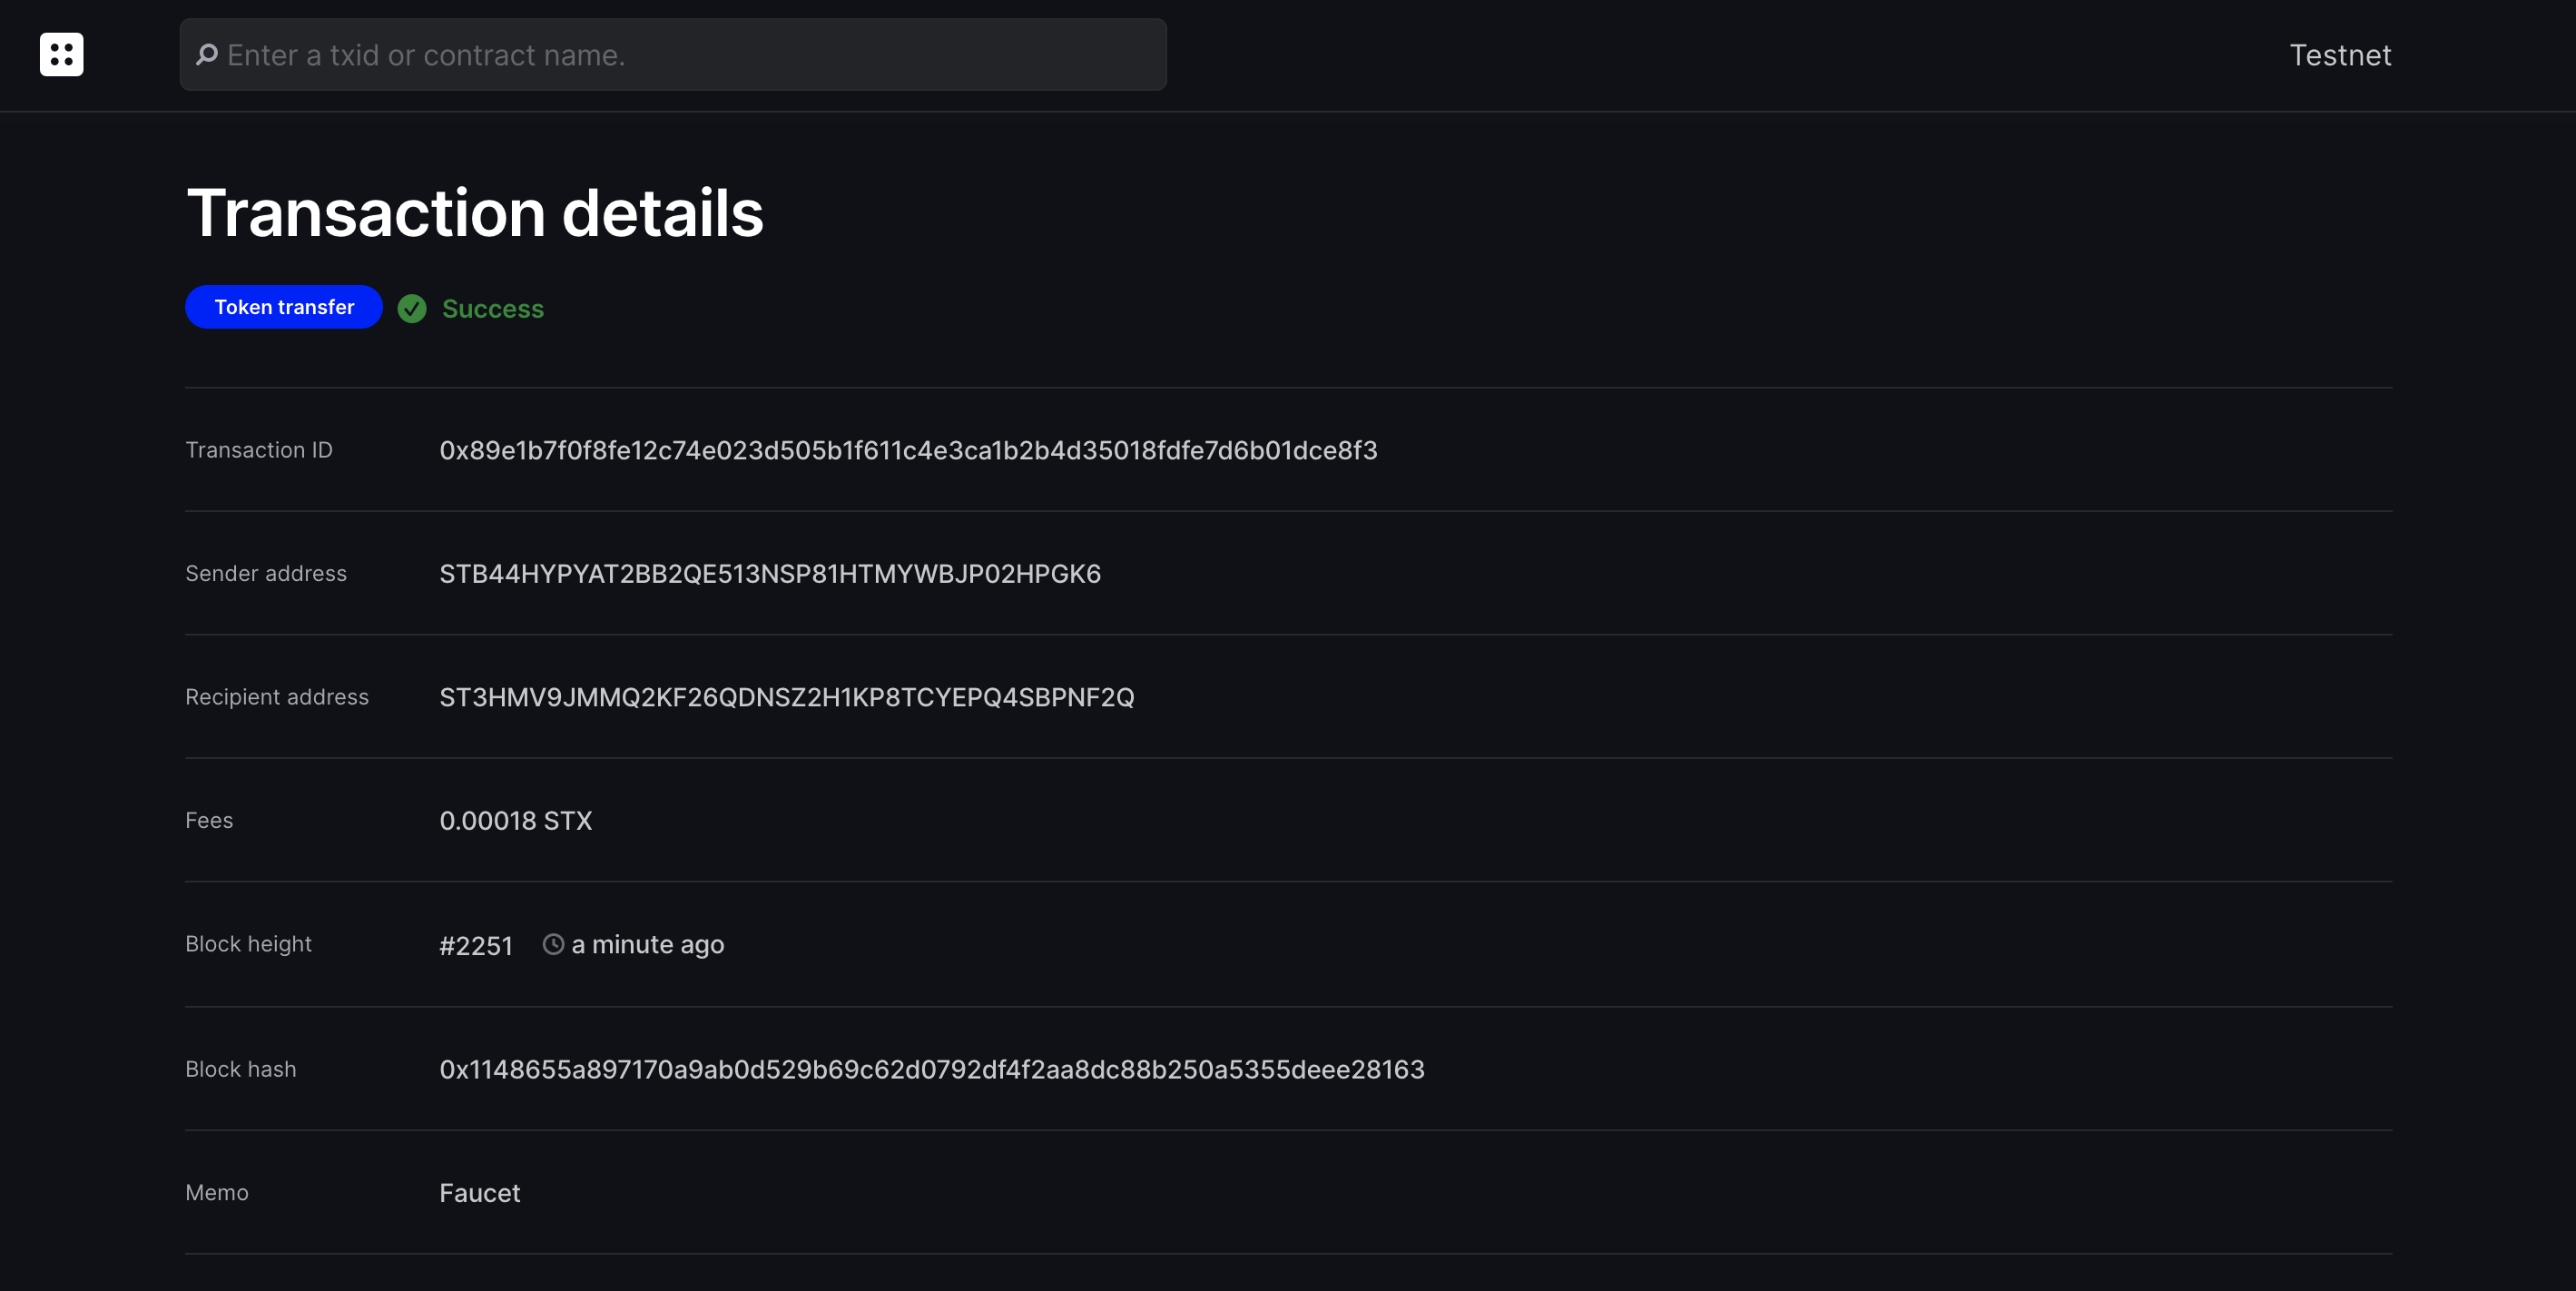 Enter a txid or contract name.
Testnet
Transaction details
Token transfer Success
Transaction ID 0x89e1b7f0f8fe12c74e023d505b1f611c4e3ca1b2b4d35018fdfe7d6b01dce8f3
Sender address STB44HYPYAT2BB2QE513NSP81HTMYWBJP02HPGK6
Recipient address ST3HMV9JMMQ2KF26QDNSZ2H1KP8TCYEPQ4SBPNF2Q
Fees 0.00018 STX
Block height #2251 a minute ago
Block hash 0x1148655a897170a9ab0d529b69c62d0792df4f2aa8dc88b250a5355deee28163
Memo Faucet